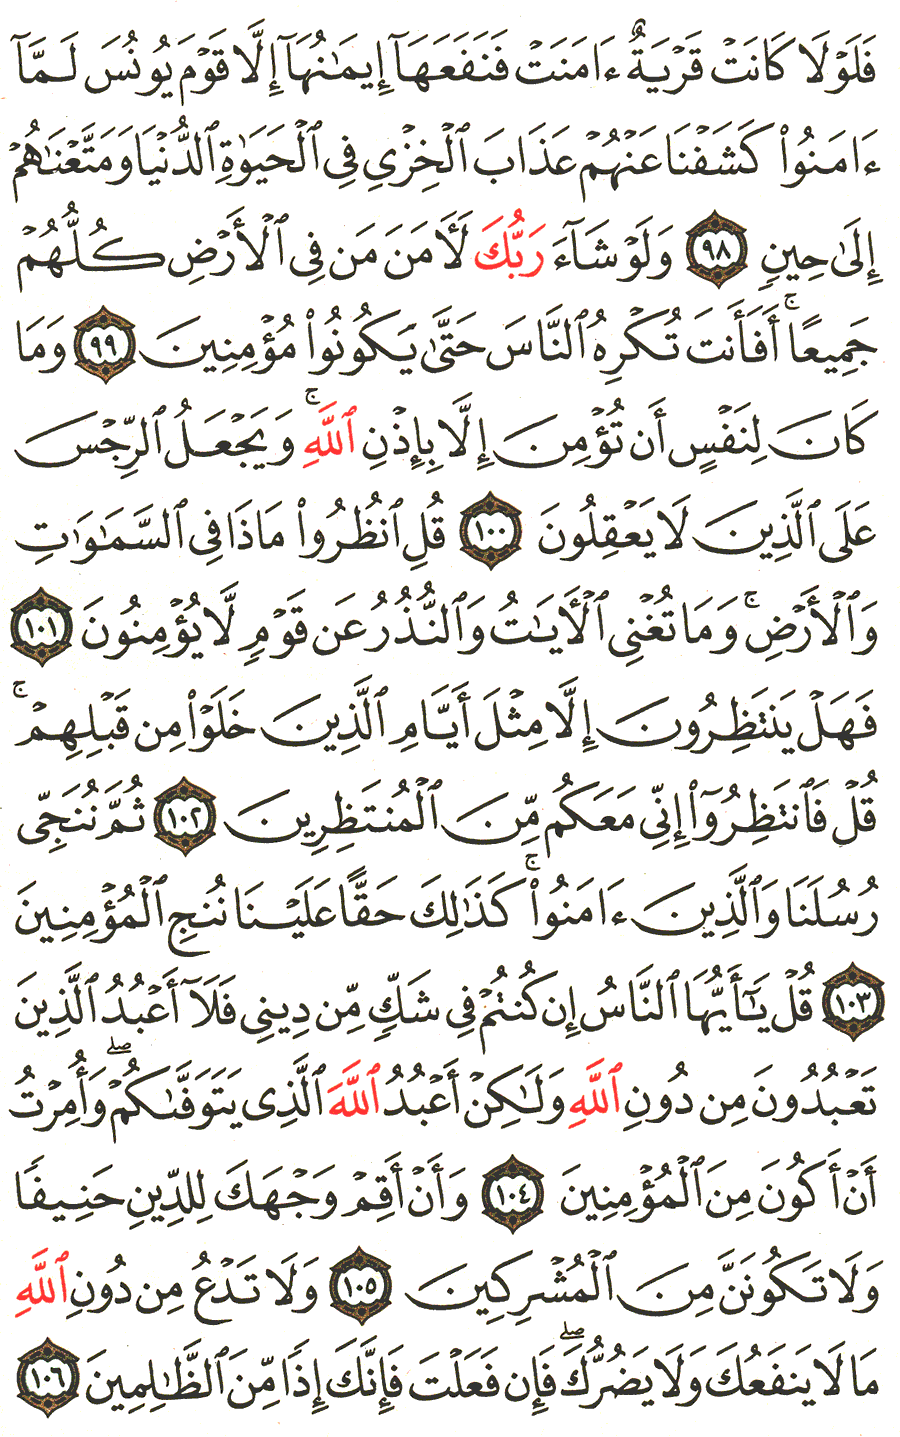 فَلَوۡلَا كَانَتۡ قَرۡيَةٌ ءَامَنَتۡ فَنَفَعَهَآ إِيمَٰنُهَآ إِلَّا قَوۡمَ يُونُسَ لَمَّآ
ءَامَنُواْ كَشَفۡنَا عَنۡهُمۡ عَذَابَ ٱلۡخِزۡيِ فِي ٱلۡحَيَوٰةِ ٱلدُّنۡيَا وَمَتَّعۡنَٰهُمۡ
إِلَىٰ حِينٖ ٩٨ وَلَوۡ شَآءَ رَبُّكَ لَأٓمَنَ مَن فِي ٱلۡأَرۡضِ كُلُّهُمۡ
جَمِيعًاۚ أَفَأَنتَ تُكۡرِهُ ٱلنَّاسَ حَتَّىٰ يَكُونُواْ مُؤۡمِنِينَ ٩٩ وَمَا
كَانَ لِنَفۡسٍ أَن تُؤۡمِنَ إِلَّا بِإِذۡنِ ٱللَّهِۚ وَيَجۡعَلُ ٱلرِّجۡسَ
عَلَى ٱلَّذِينَ لَا يَعۡقِلُونَ ١٠٠ قُلِ ٱنظُرُواْ مَاذَا فِي ٱلسَّمَٰوَٰتِ
وَٱلۡأَرۡضِۚ وَمَا تُغۡنِي ٱلۡأٓيَٰتُ وَٱلنُّذُرُ عَن قَوۡمٖ لَّا يُؤۡمِنُونَ ١٠١
فَهَلۡ يَنتَظِرُونَ إِلَّا مِثۡلَ أَيَّامِ ٱلَّذِينَ خَلَوۡاْ مِن قَبۡلِهِمۡۚ
قُلۡ فَٱنتَظِرُوٓاْ إِنِّي مَعَكُم مِّنَ ٱلۡمُنتَظِرِينَ ١٠٢ ثُمَّ نُنَجِّي
رُسُلَنَا وَٱلَّذِينَ ءَامَنُواْۚ كَذَٰلِكَ حَقًّا عَلَيۡنَا نُنجِ ٱلۡمُؤۡمِنِينَ
١٠٣ قُلۡ يَٰٓأَيُّهَا ٱلنَّاسُ إِن كُنتُمۡ فِي شَكّٖ مِّن دِينِي فَلَآ أَعۡبُدُ ٱلَّذِينَ
تَعۡبُدُونَ مِن دُونِ ٱللَّهِ وَلَٰكِنۡ أَعۡبُدُ ٱللَّهَ ٱلَّذِي يَتَوَفَّىٰكُمۡۖ وَأُمِرۡتُ
أَنۡ أَكُونَ مِنَ ٱلۡمُؤۡمِنِينَ ١٠٤ وَأَنۡ أَقِمۡ وَجۡهَكَ لِلدِّينِ حَنِيفٗا
وَلَا تَكُونَنَّ مِنَ ٱلۡمُشۡرِكِينَ ١٠٥ وَلَا تَدۡعُ مِن دُونِ ٱللَّهِ
مَا لَا يَنفَعُكَ وَلَا يَضُرُّكَۖ فَإِن فَعَلۡتَ فَإِنَّكَ إِذٗا مِّنَ ٱلظَّٰلِمِينَ ١٠٦